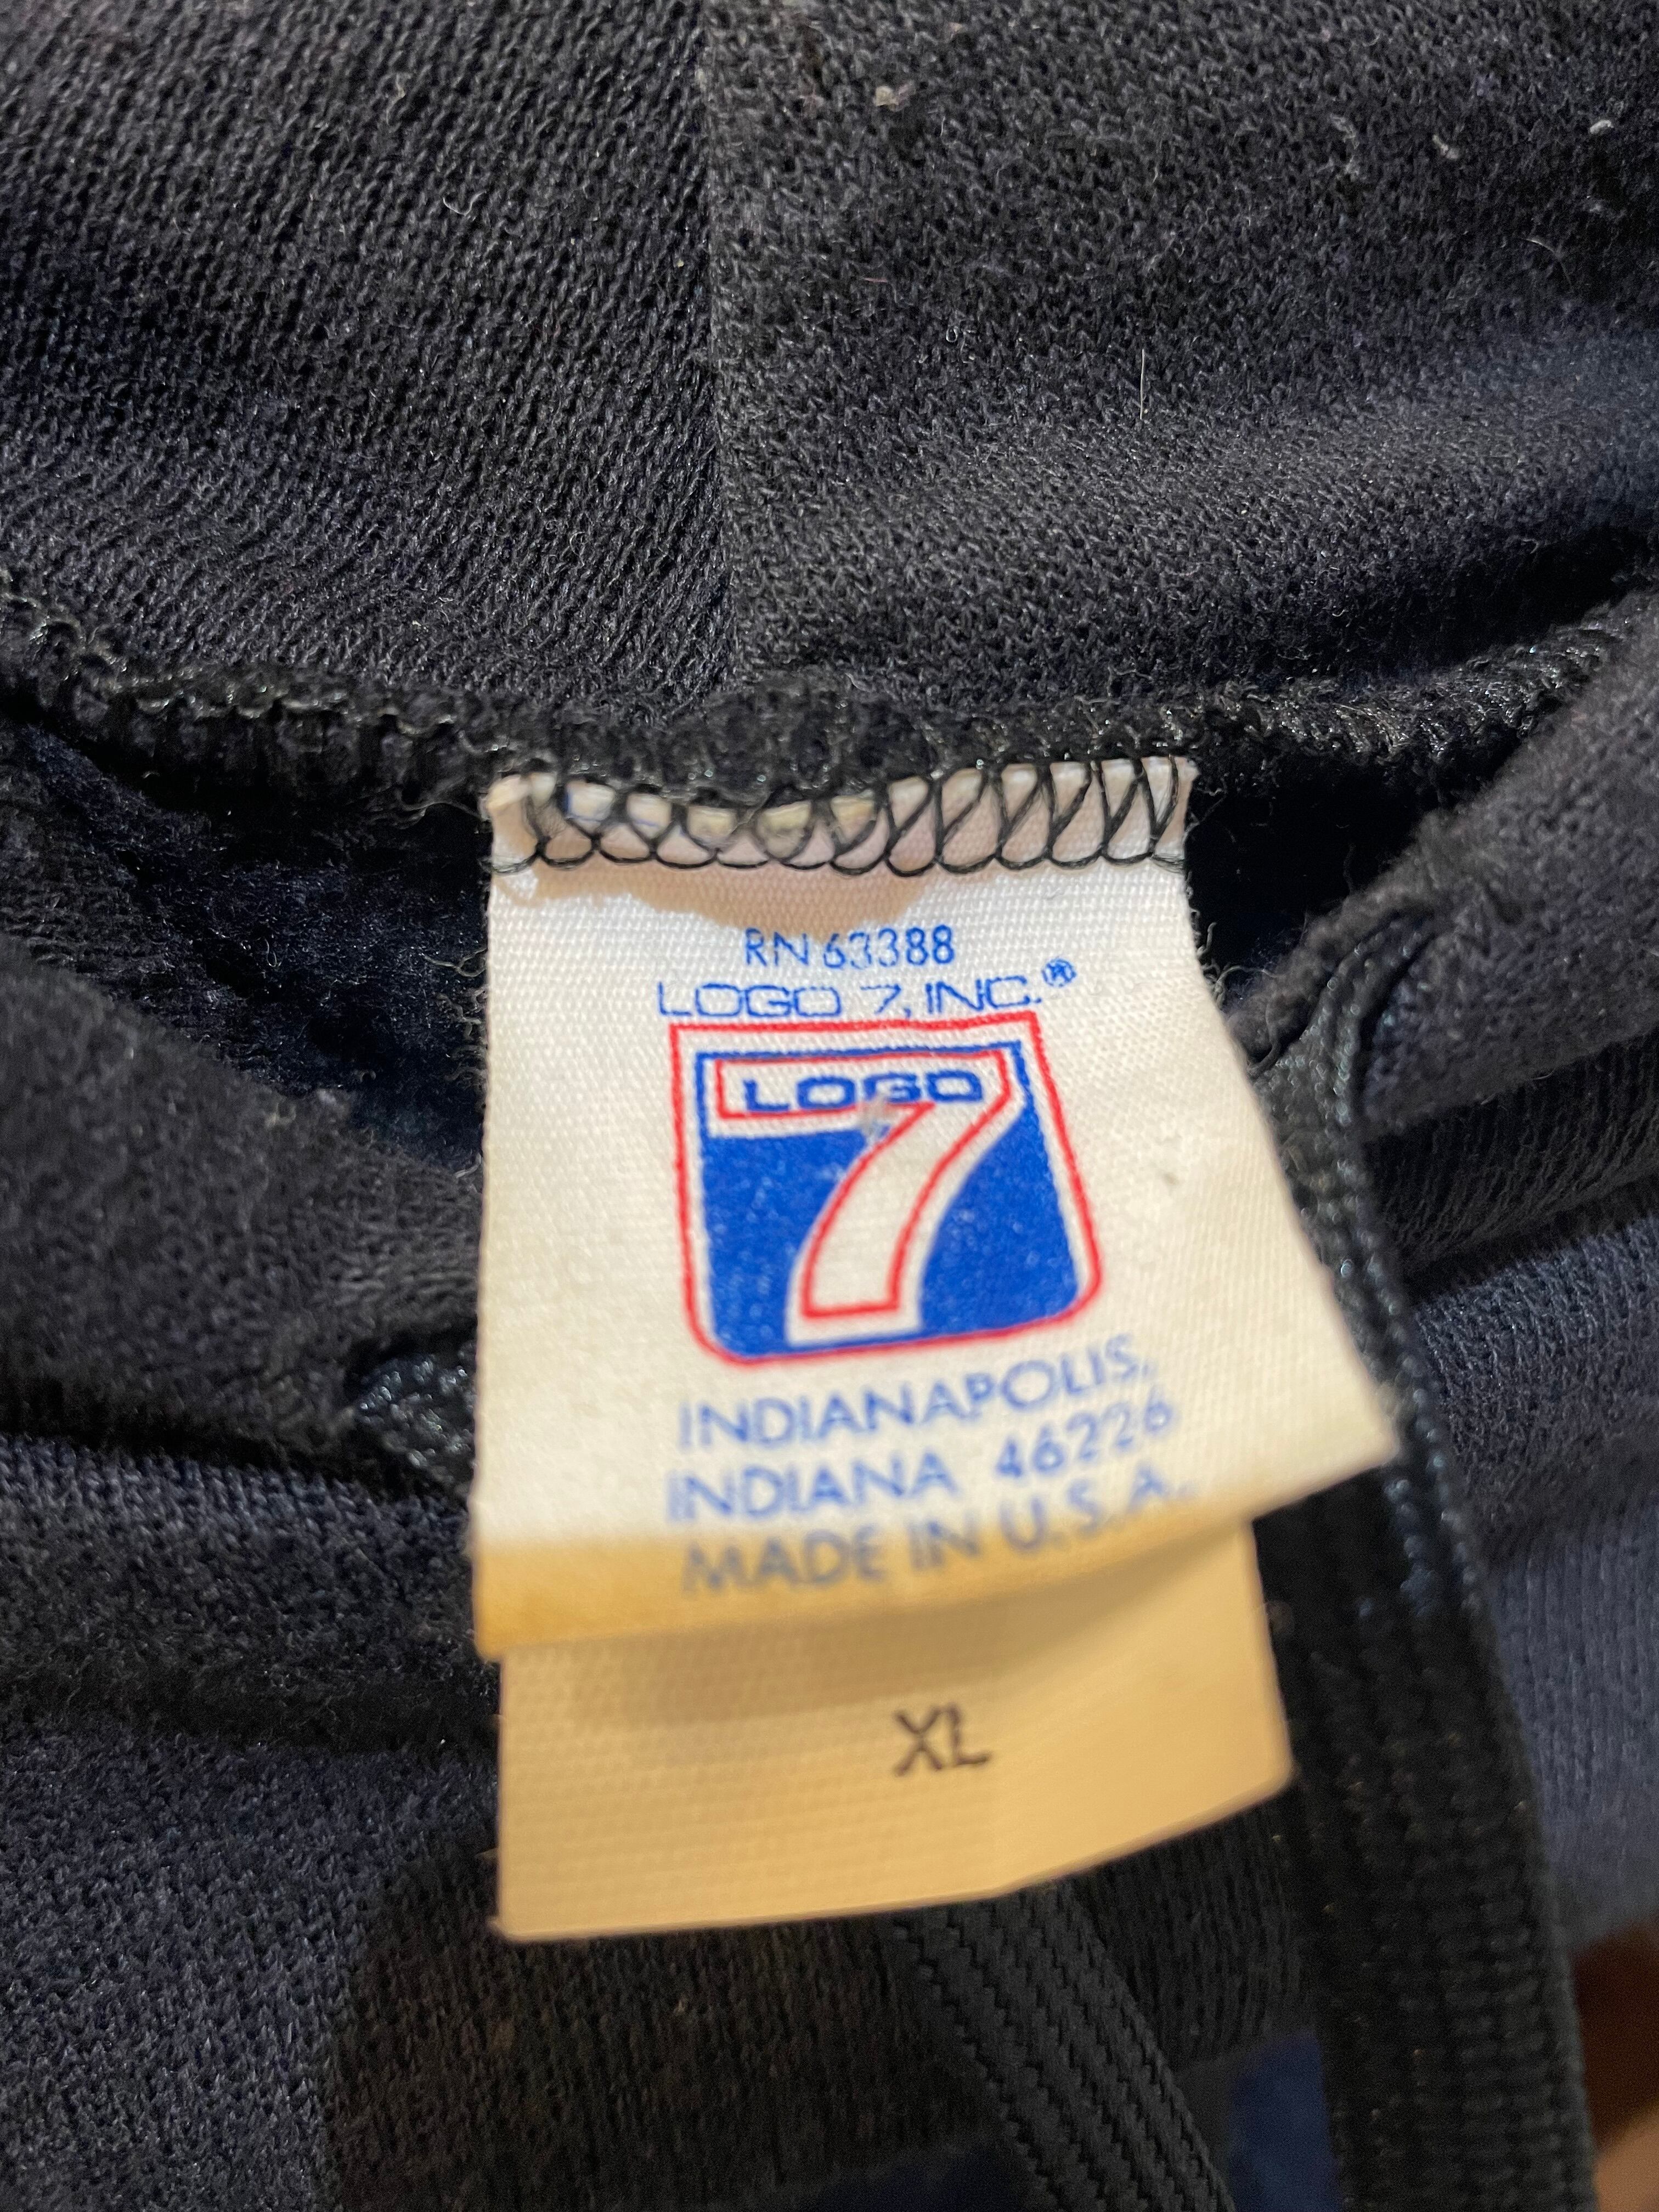 RN 63388
LOGO 7, INC.®
LOGO
7
INDIANAPOLIS,
INDIANA 46226
MADE IN U.S.A.
XL